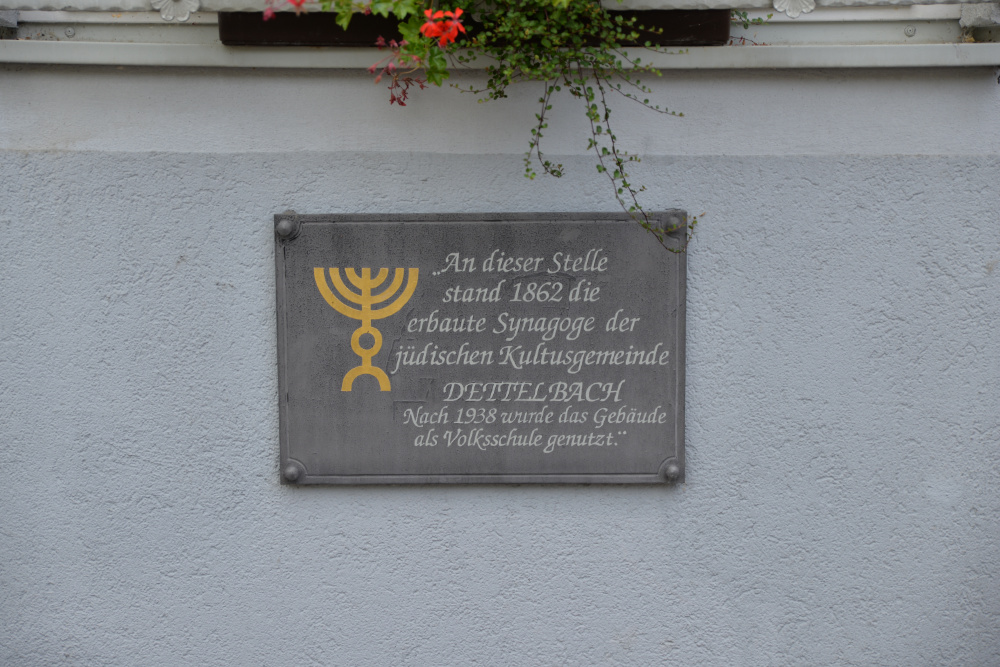 „An dieser Stelle
stand 1862 die
erbaute Synagoge der
jüdischen Kultusgemeinde
DETTELBACH
Nach 1938 wurde das Gebäude
als Volksschule genutzt.“